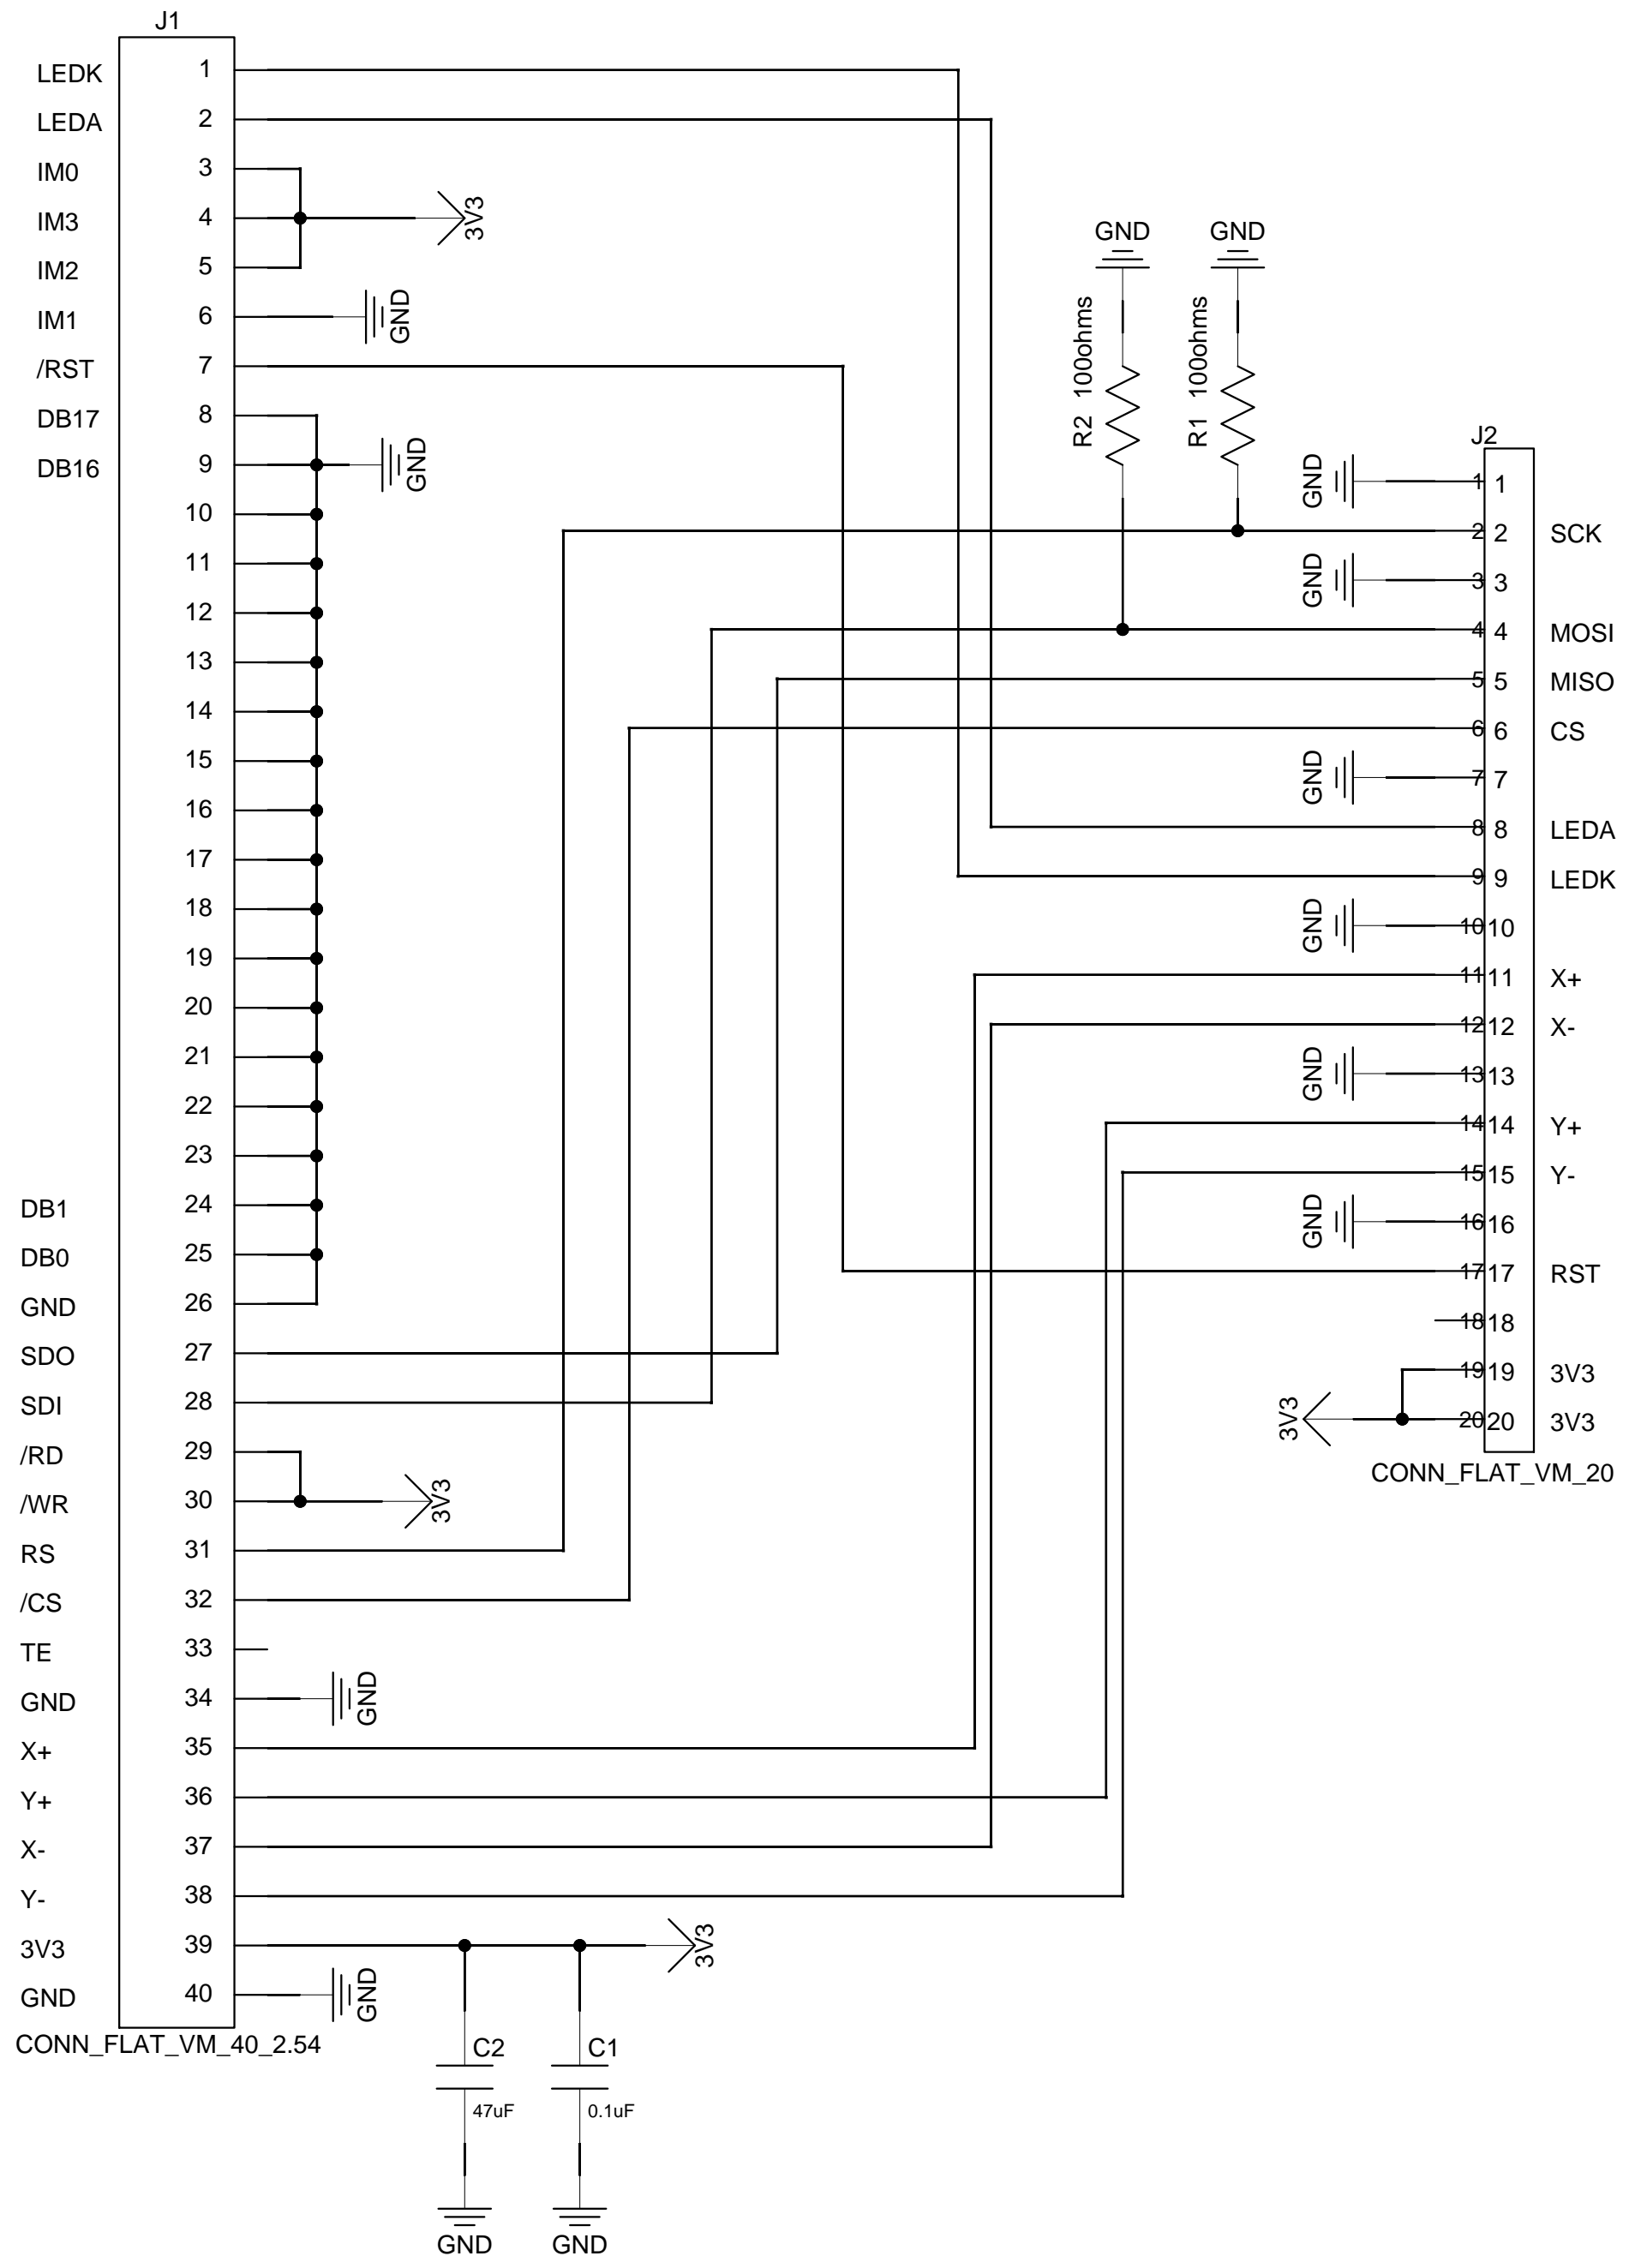 J1
LEDK 1
LEDA 2
IM0 3
IM3 4
3V3
IM2 5
IM1 6
GND
/RST 7
DB17 8
DB16 9
GND
10
11
12
13
14
15
16
17
18
19
20
21
22
23
DB1 24
DB0 25
GND 26
SDO 27
SDI 28
/RD 29
/WR 30
3V3
RS 31
/CS 32
TE 33
GND 34
GND
X+ 35
Y+ 36
X- 37
Y- 38
3V3 39
3V3
GND 40
GND
CONN_FLAT_VM_40_2.54
C2
47uF
GND
C1
0.1uF
GND
GND
R2 100ohms
GND
R1 100ohms
J2
GND 1 1
2 2 SCK
GND 3 3
4 4 MOSI
5 5 MISO
6 6 CS
GND 7 7
8 8 LEDA
9 9 LEDK
GND 10 10
11 11 X+
12 12 X-
GND 13 13
14 14 Y+
15 15 Y-
GND 16 16
17 17 RST
18 18
19 19 3V3
3V3 20 20 3V3
CONN_FLAT_VM_20